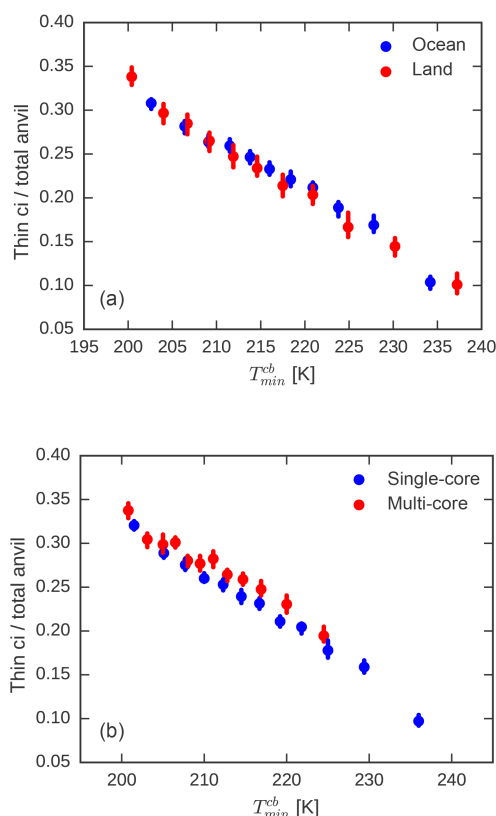 0.40
Ocean
Land
0.35
0.30
0.25
0.20
0.15
0.10
0.05
Thin ci / total anvil
(a)
195 200 205 210 215 220 225 230 235 240
T_{min}^{cb} [K]
0.40
Single-core
Multi-core
0.35
0.30
0.25
0.20
0.15
0.10
0.05
Thin ci / total anvil
(b)
200 210 220 230 240
T_{min}^{cb} [K]